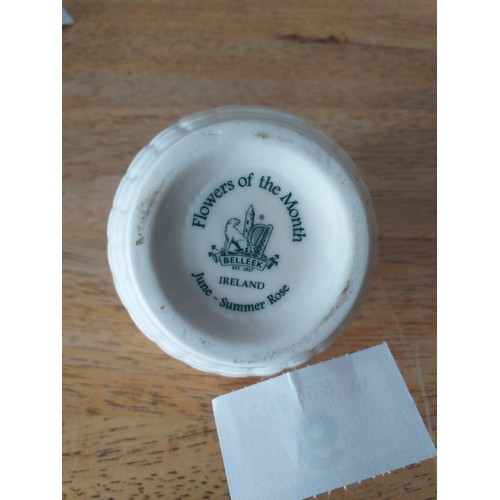 Flowers of the Month
®
BELLEEK
EST. 1857
IRELAND
June - Summer Rose